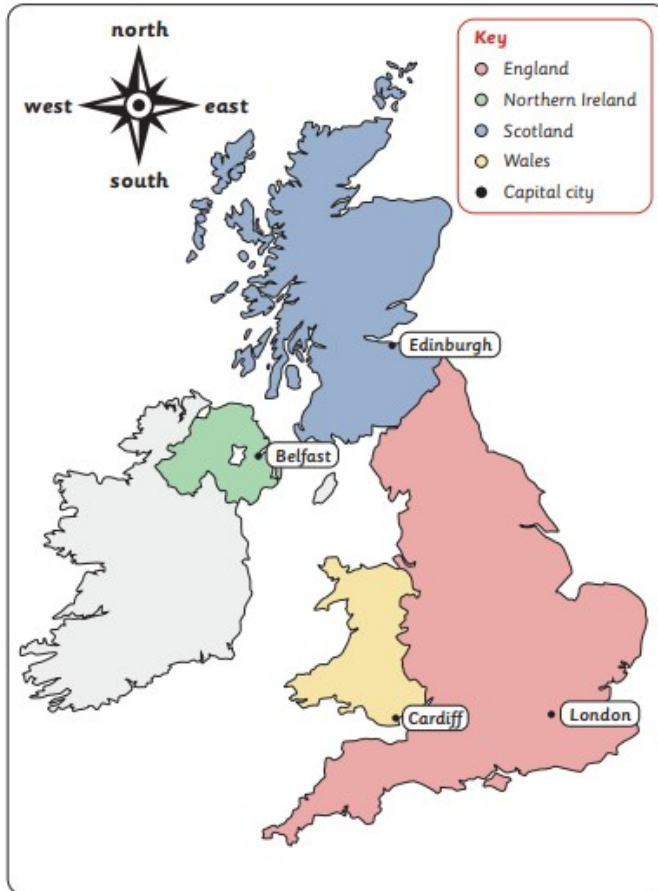 north
west
east
south
Key
England
Northern Ireland
Scotland
Wales
Capital city
Edinburgh
Belfast
Cardiff
London